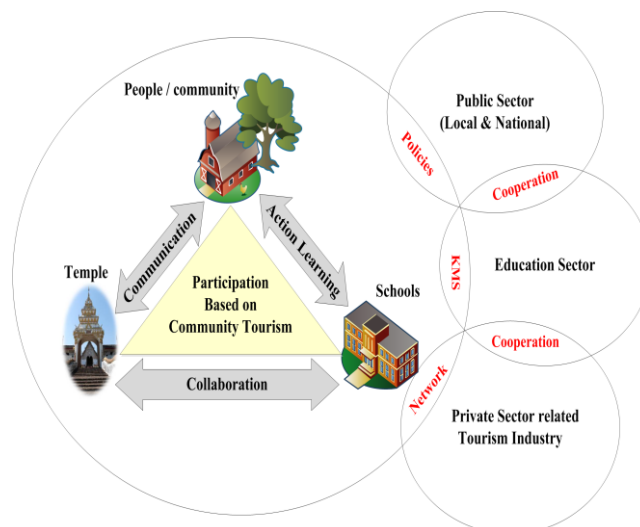 People / community
Public Sector
(Local & National)
Policies
Cooperation
Communication
Action Learning
Temple
Participation
Based on
Community Tourism
Schools
KMS
Education Sector
Cooperation
Collaboration
Network
Private Sector related
Tourism Industry